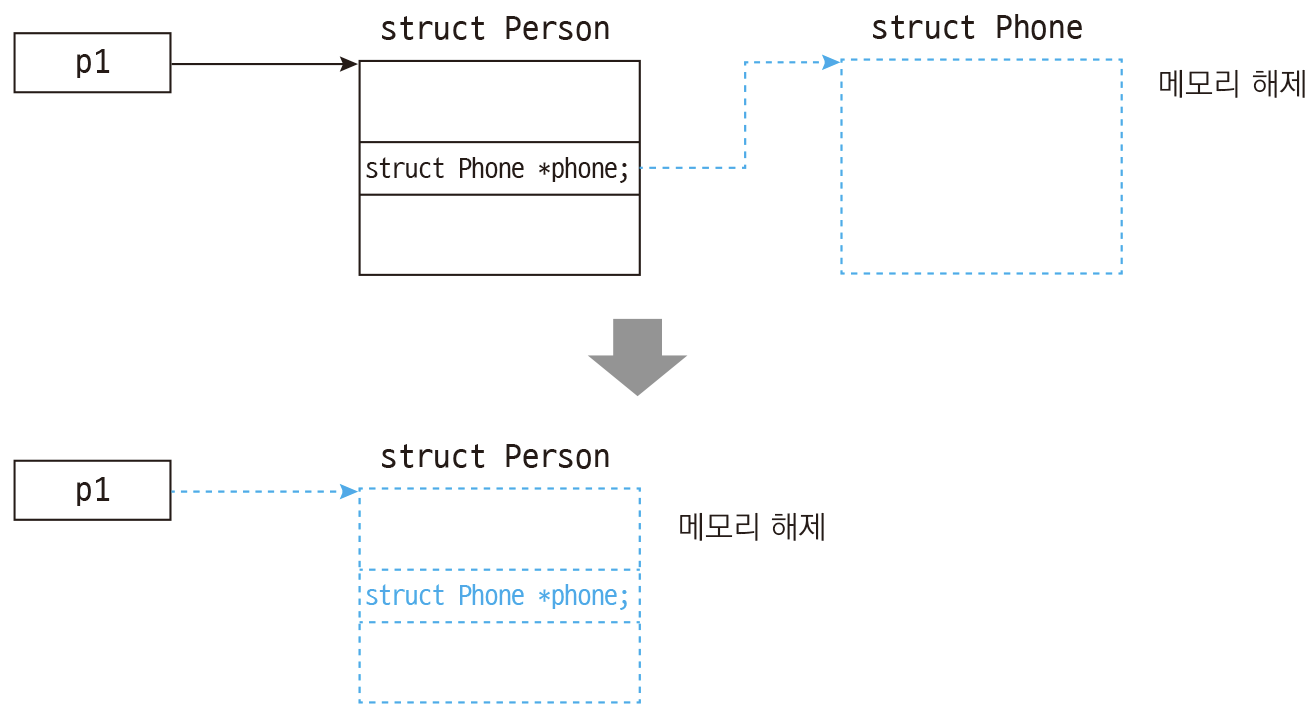 struct Person
struct Phone
p1
메모리 해제
struct Phone *phone;
struct Person
p1
메모리 해제
struct Phone *phone;